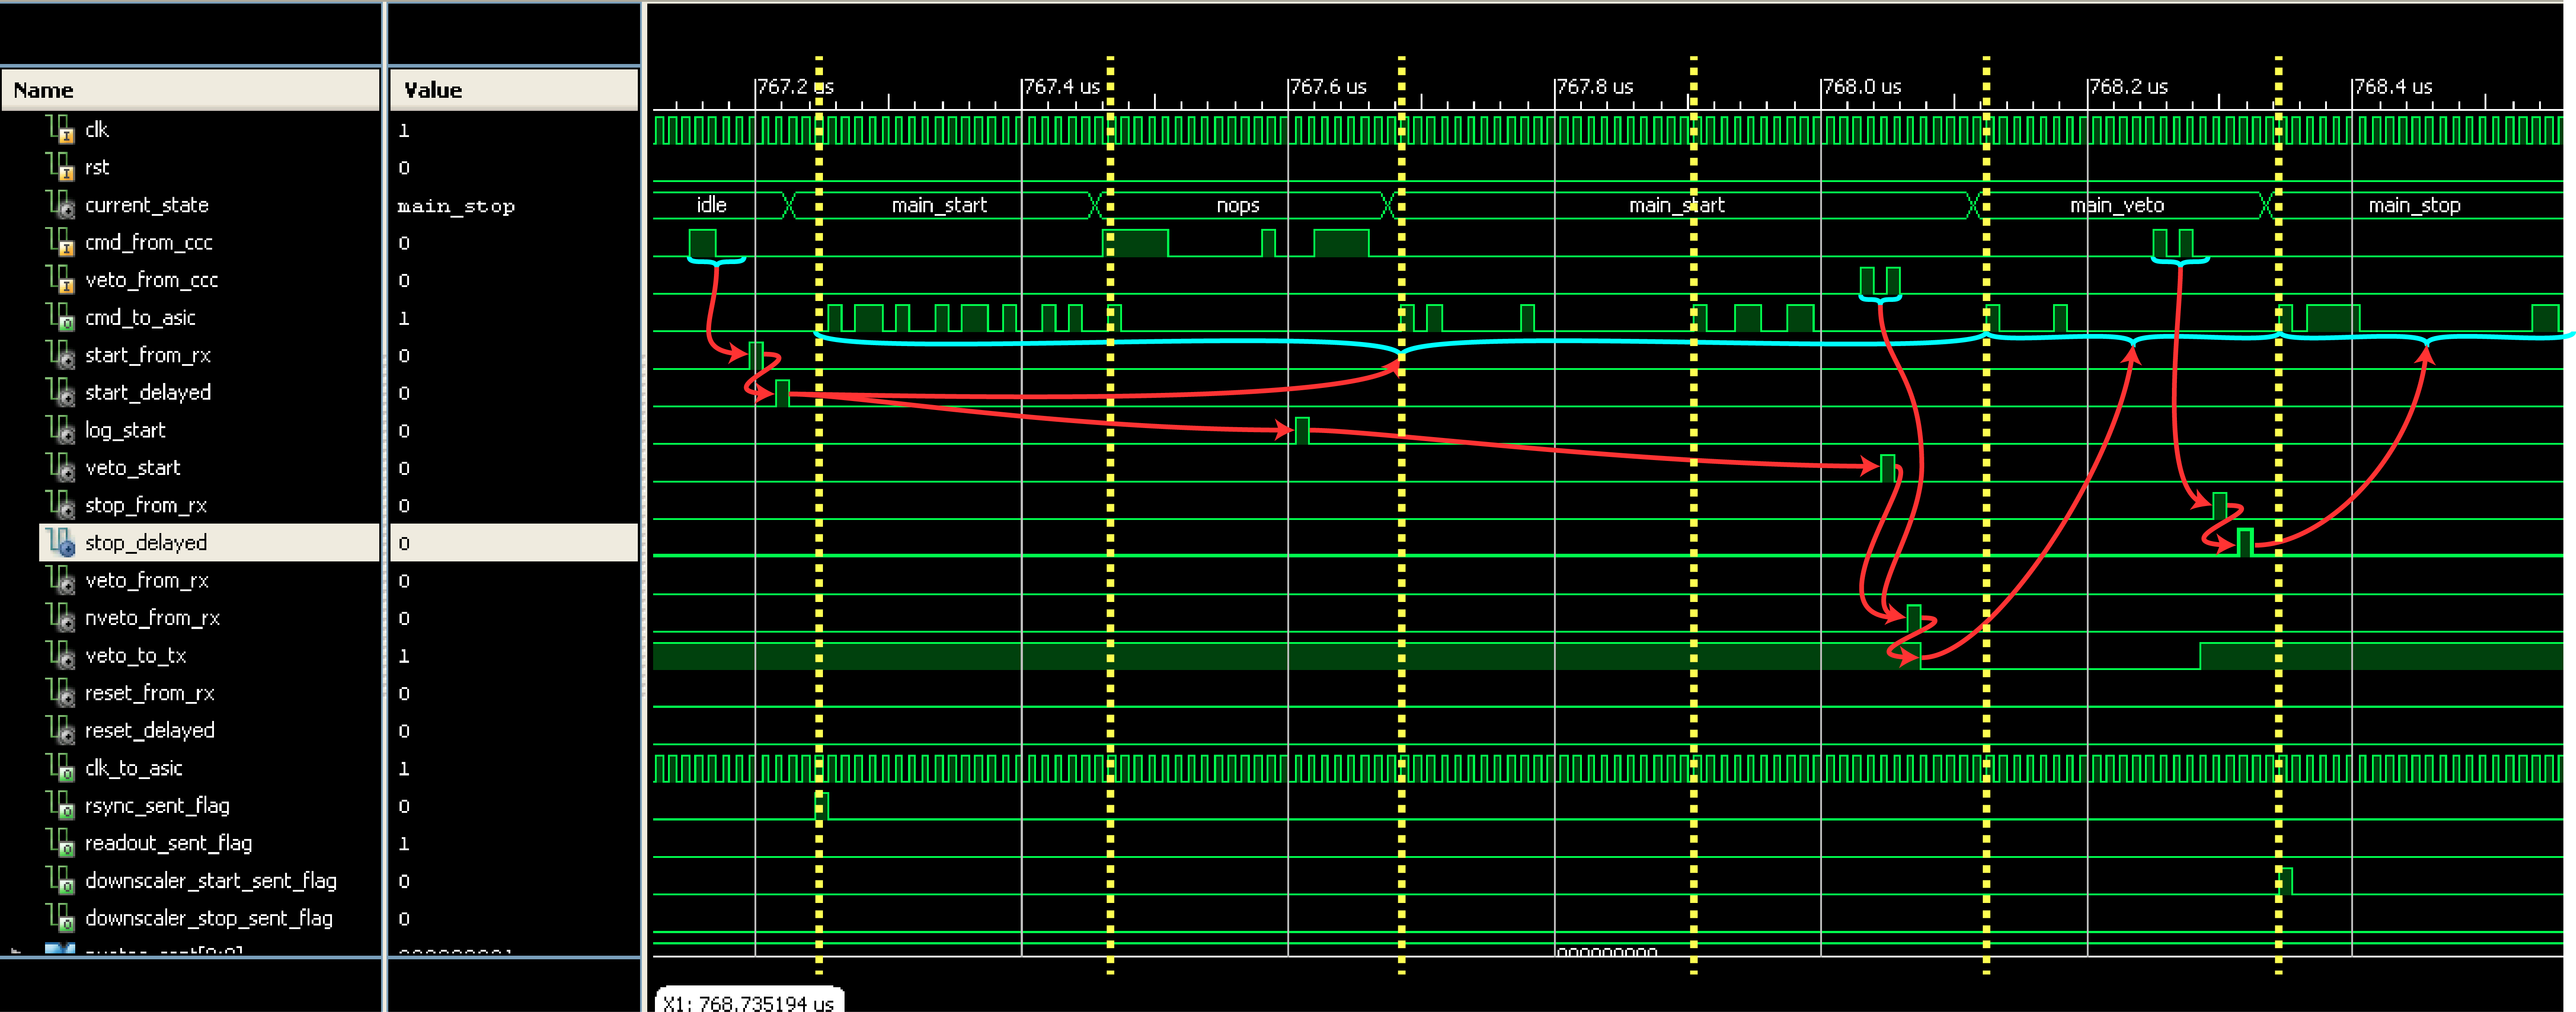 767.2 us 767.4 us 767.6 us 767.8 us 768.0 us 768.2 us 768.4 us
Name Value
clk 1
rst 0
current_state main_stop idle main_start nops main_start main_veto main_stop
cmd_from_ccc 0
veto_from_ccc 0
cmd_to_asic 1
start_from_rx 0
start_delayed 0
log_start 0
veto_start 0
stop_from_rx 0
stop_delayed 0
veto_from_rx 0
nveto_from_rx 0
veto_to_tx 1
reset_from_rx 0
reset_delayed 0
clk_to_asic 1
rsync_sent_flag 0
readout_sent_flag 1
downscaler_start_sent_flag 0
downscaler_stop_sent_flag 0
X1: 768.735194 us